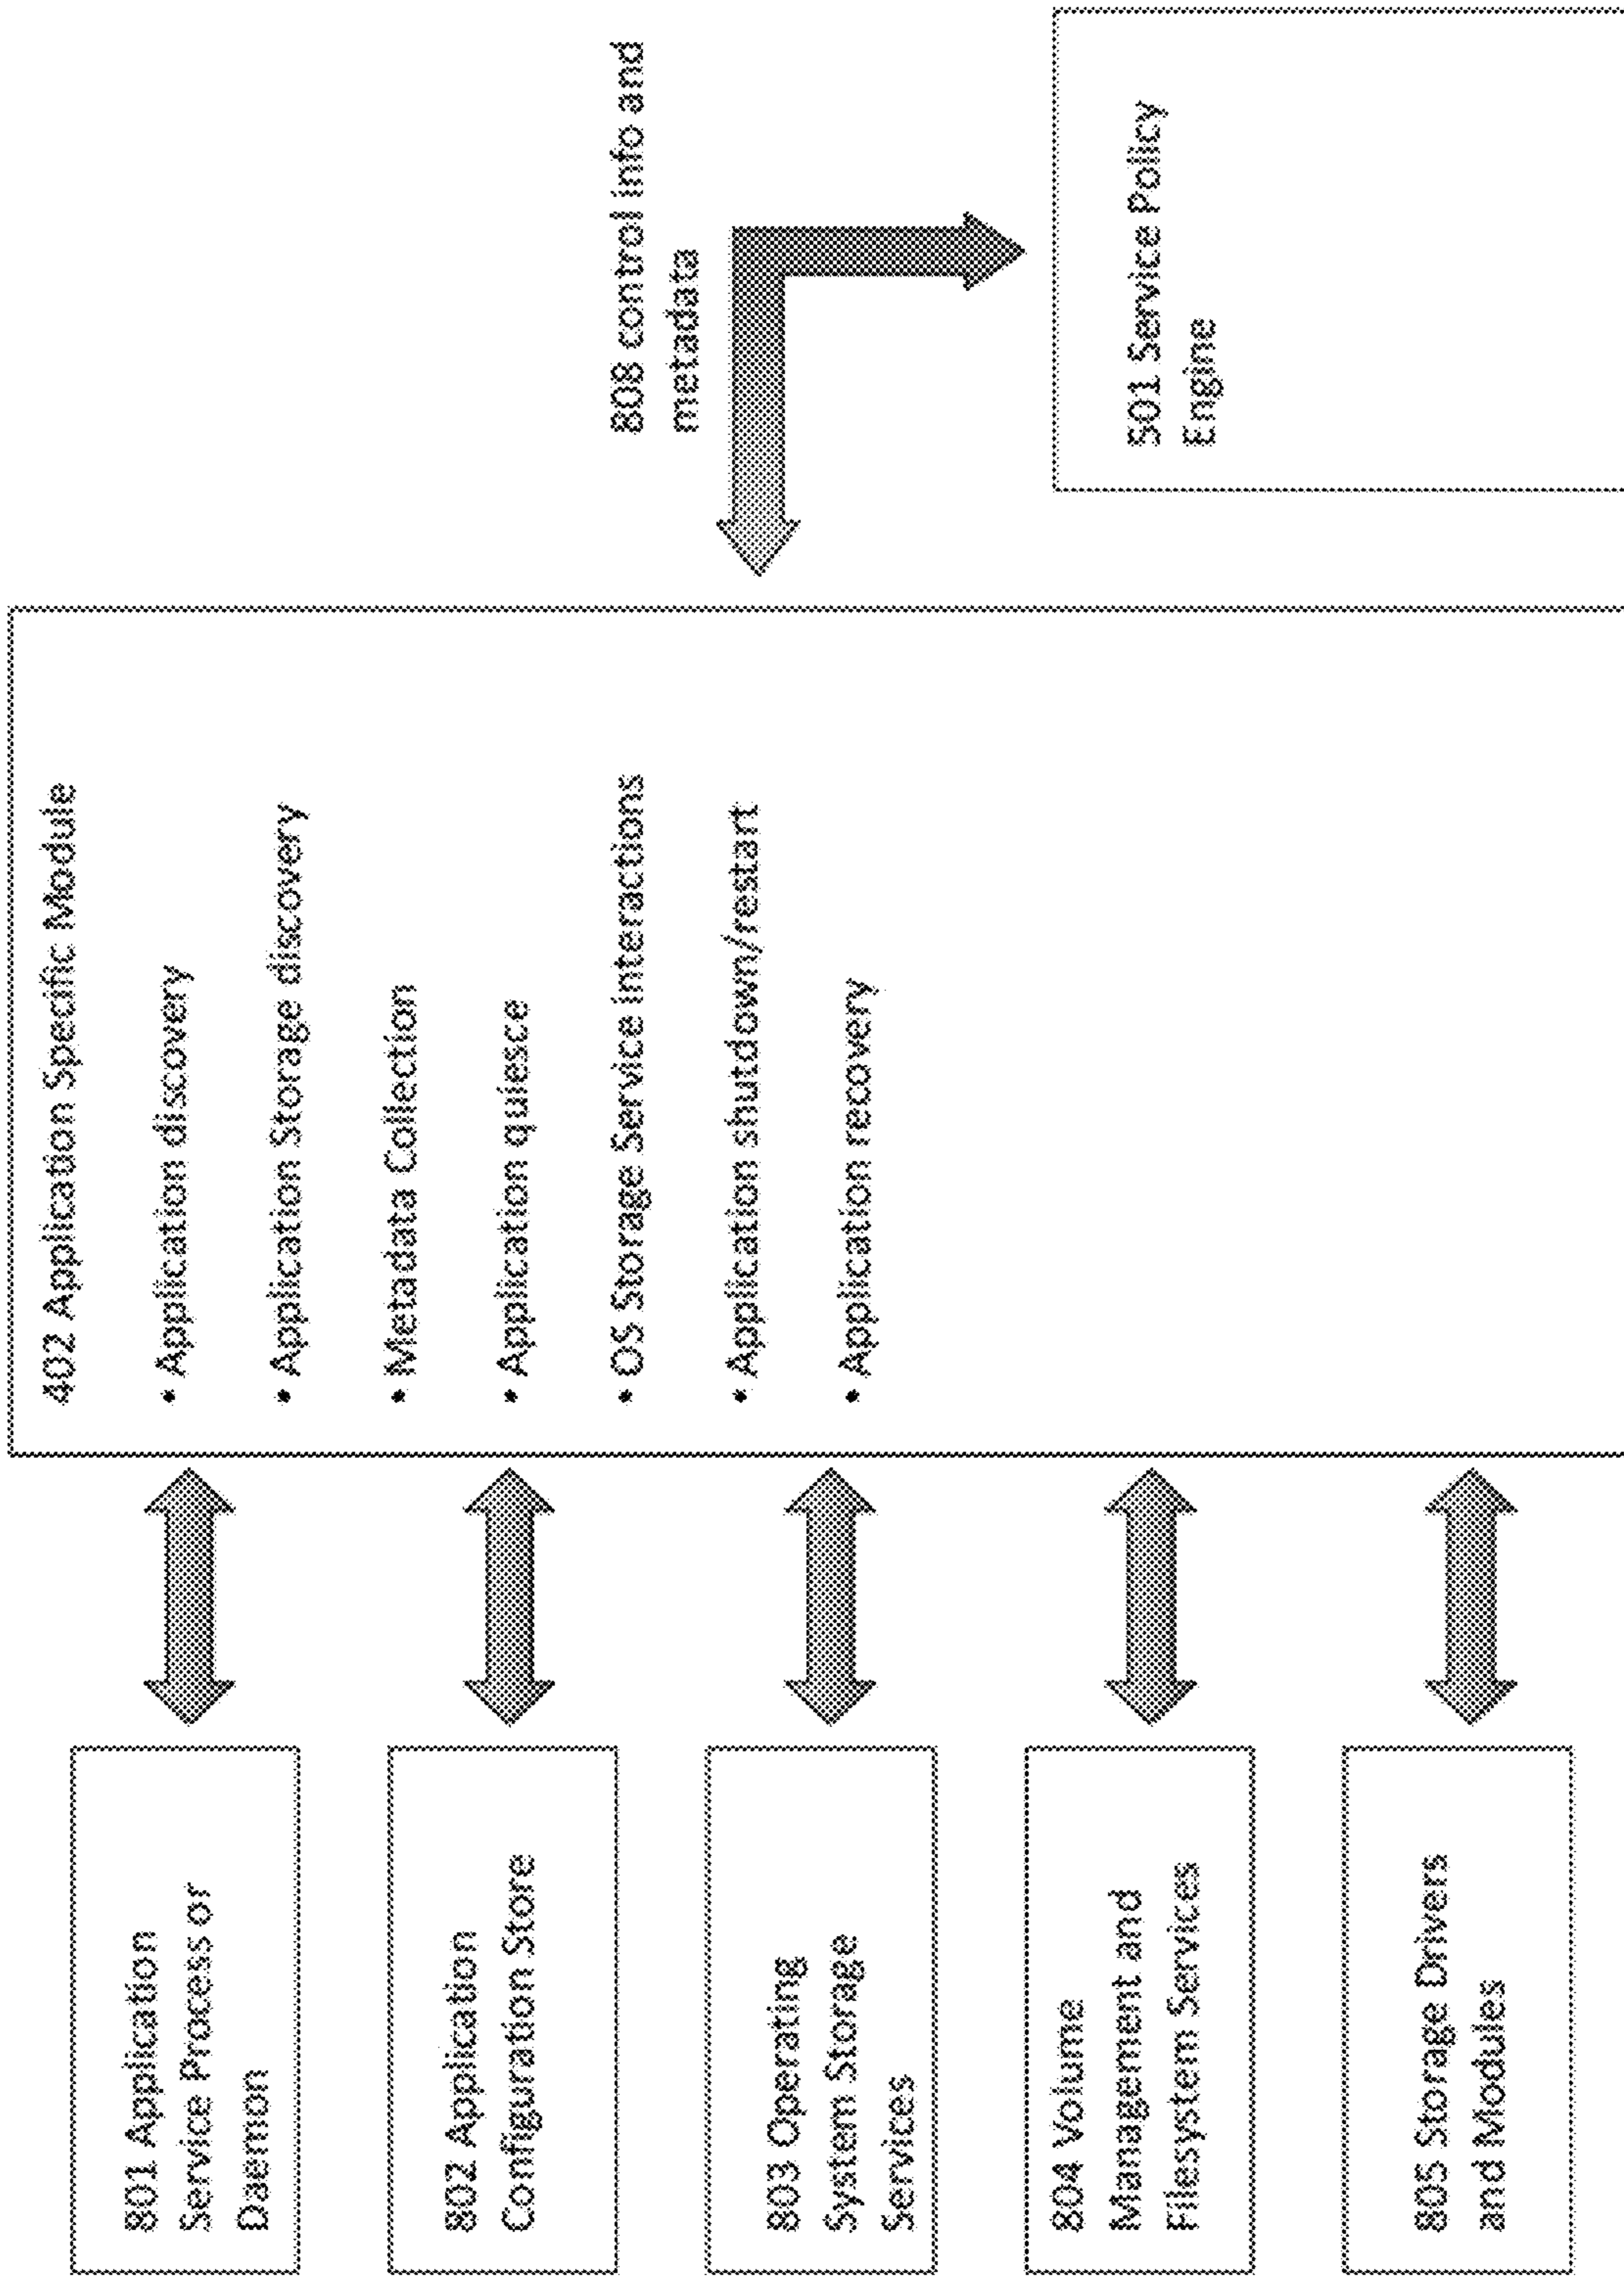 801 Application
Service Process or
Daemon
802 Application
Configuration Store
803 Operating
System Storage
Services
804 Volume
Management and
Filesystem Services
805 Storage Drivers
and Modules
402 Application Specific Module
• Application discovery
• Application Storage discovery
• Metadata Collection
• Application quiesce
• OS Storage Service interactions
• Application shutdown/restart
• Application recovery
808 control info and
metadata
501 Service Policy
Engine